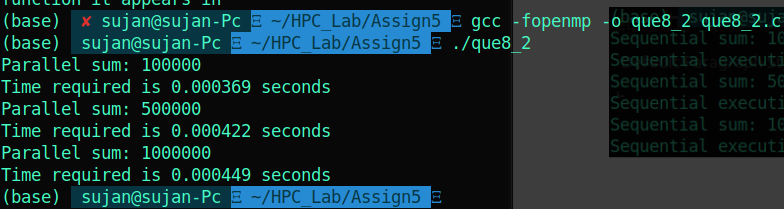 function it appears in
(base) ✘ sujan@sujan-Pc ~/HPC_Lab/Assign5 gcc -fopenmp -o que8_2 que8_2.c
(base) sujan@sujan-Pc ~/HPC_Lab/Assign5 ./que8_2
Parallel sum: 100000
Time required is 0.000369 seconds
Parallel sum: 500000
Time required is 0.000422 seconds
Parallel sum: 1000000
Time required is 0.000449 seconds
(base) sujan@sujan-Pc ~/HPC_Lab/Assign5
Sequential sum: 10
Sequential executi
Sequential sum: 50
Sequential executi
Sequential sum: 10
Sequential executi